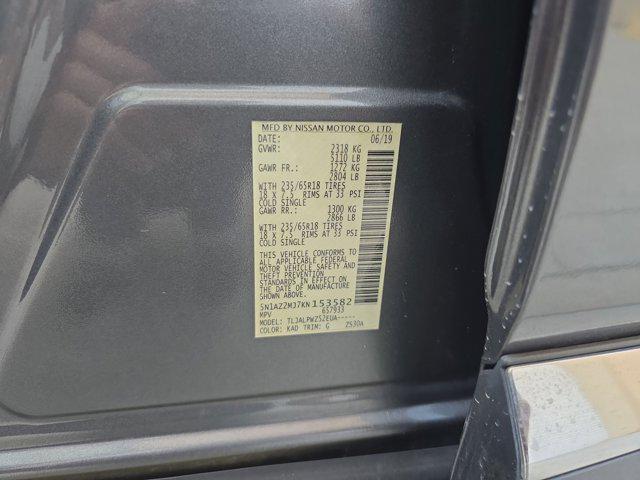 MFD BY NISSAN MOTOR CO., LTD.
DATE: 06/19
GVWR: 2318 KG
5110 LB
GAWR FR.: 1272 KG
2804 LB
WITH 235/65R18 TIRES
18 x 7.5 RIMS AT 33 PSI
COLD SINGLE
GAWR RR.: 1300 KG
2866 LB
WITH 235/65R18 TIRES
18 x 7.5 RIMS AT 33 PSI
COLD SINGLE
THIS VEHICLE CONFORMS TO
ALL APPLICABLE FEDERAL
MOTOR VEHICLE SAFETY AND
THEFT PREVENTION
STANDARDS IN EFFECT ON
THE DATE OF MANUFACTURE
SHOWN ABOVE.
5N1AZ2MJ7KN153582
MPV 657933
MODEL: TLJALPWZ52EUA-----
COLOR: KAD TRIM: G Z530A